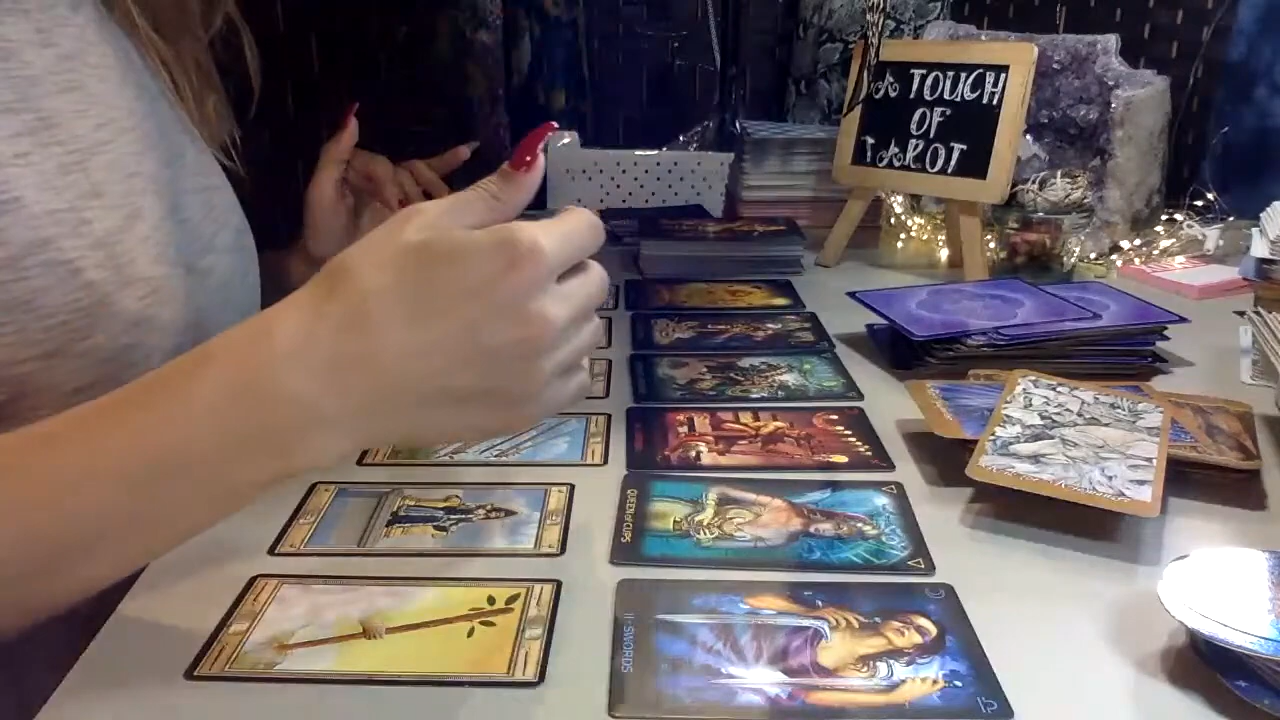 A TOUCH
OF
TAROT
QUEEN of CUPS
II-SWORDS